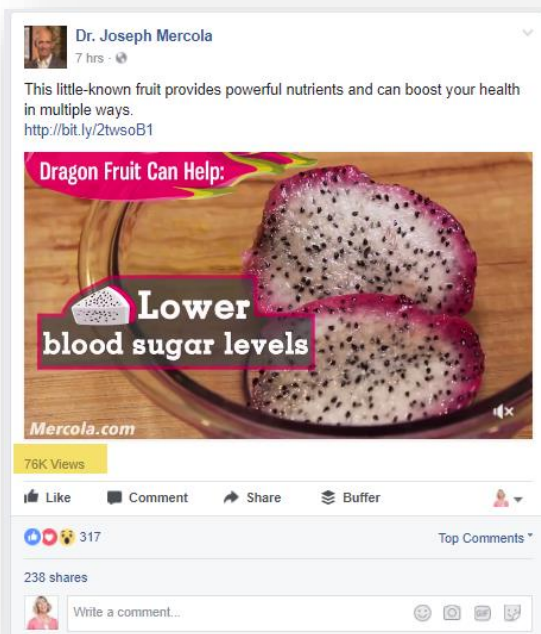 Dr. Joseph Mercola
7 hrs ·
This little-known fruit provides powerful nutrients and can boost your health
in multiple ways.
http://bit.ly/2twsoB1
Dragon Fruit Can Help:
Lower
blood sugar levels
Mercola.com
76K Views
Like Comment Share Buffer
317 Top Comments
238 shares
Write a comment...
GIF